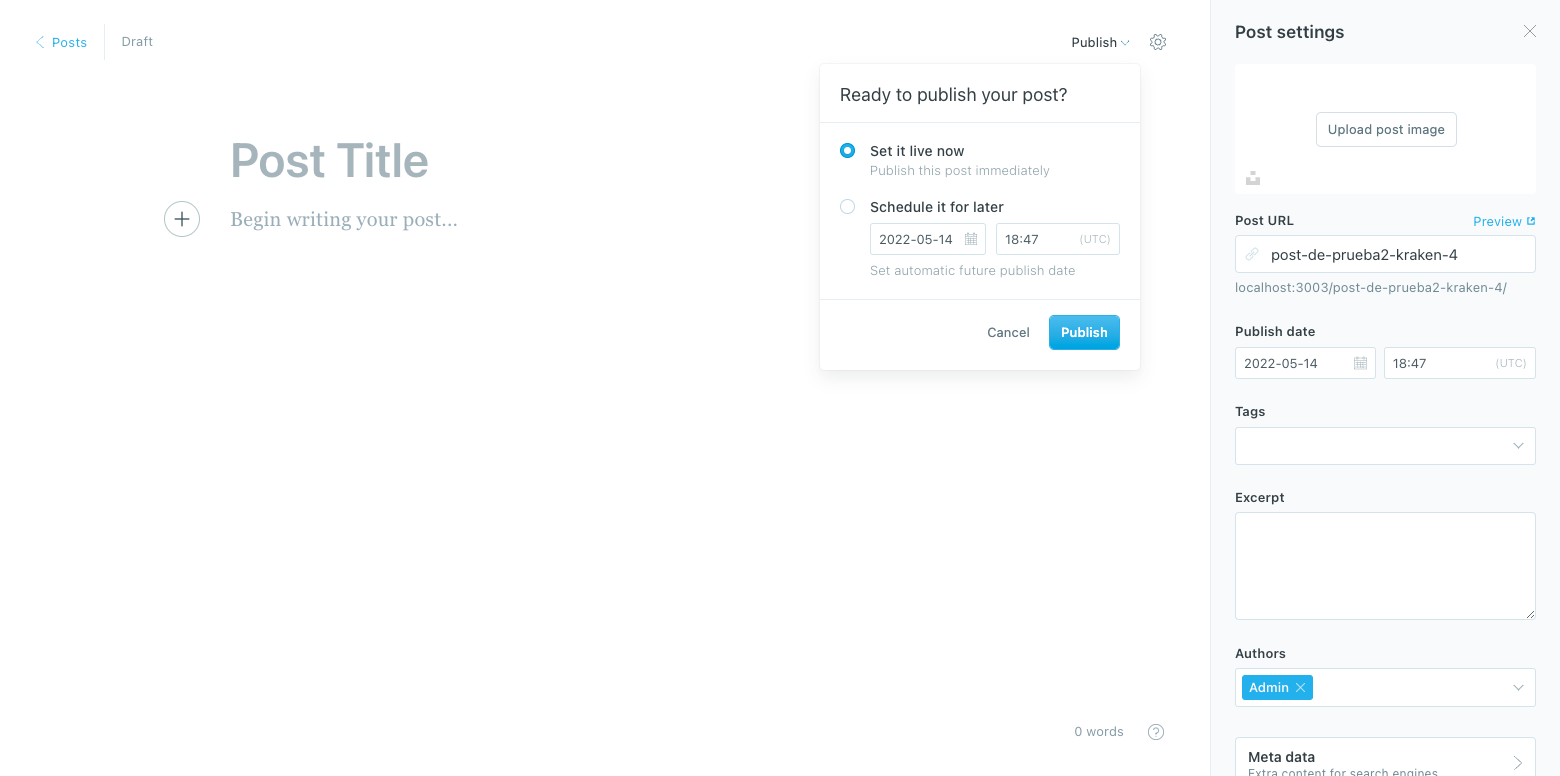 Posts
Draft
Publish
Ready to publish your post?
Set it live now
Publish this post immediately
Schedule it for later
2022-05-14
18:47
(UTC)
Set automatic future publish date
Cancel
Publish
Post Title
Begin writing your post...
0 words
?
Post settings
Upload post image
Post URL
Preview
post-de-prueba2-kraken-4
localhost:3003/post-de-prueba2-kraken-4/
Publish date
2022-05-14
18:47
(UTC)
Tags
Excerpt
Authors
Admin
Meta data
Extra content for search engines